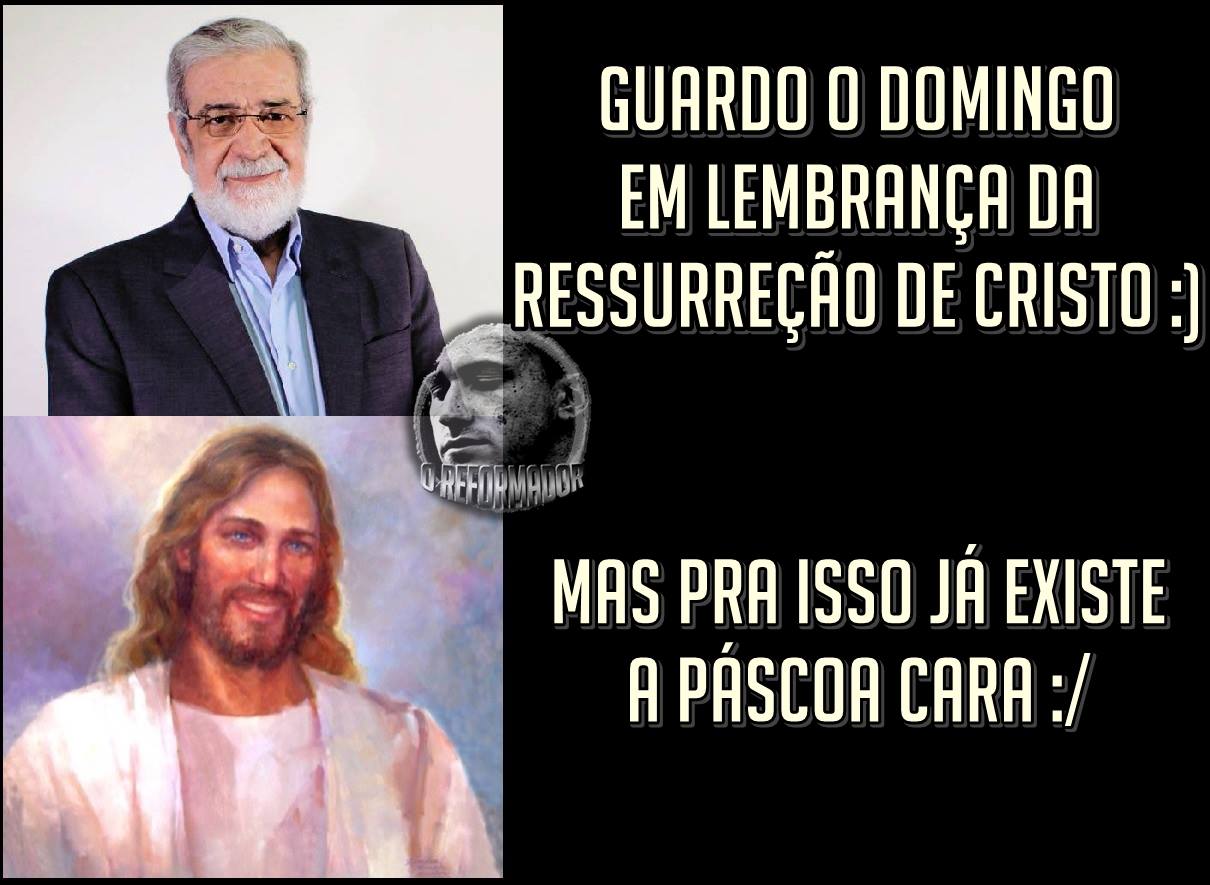 GUARDO O DOMINGO
EM LEMBRANÇA DA
RESSURREÇÃO DE CRISTO :)
O REFORMADOR
MAS PRA ISSO JÁ EXISTE
A PÁSCOA CARA :/